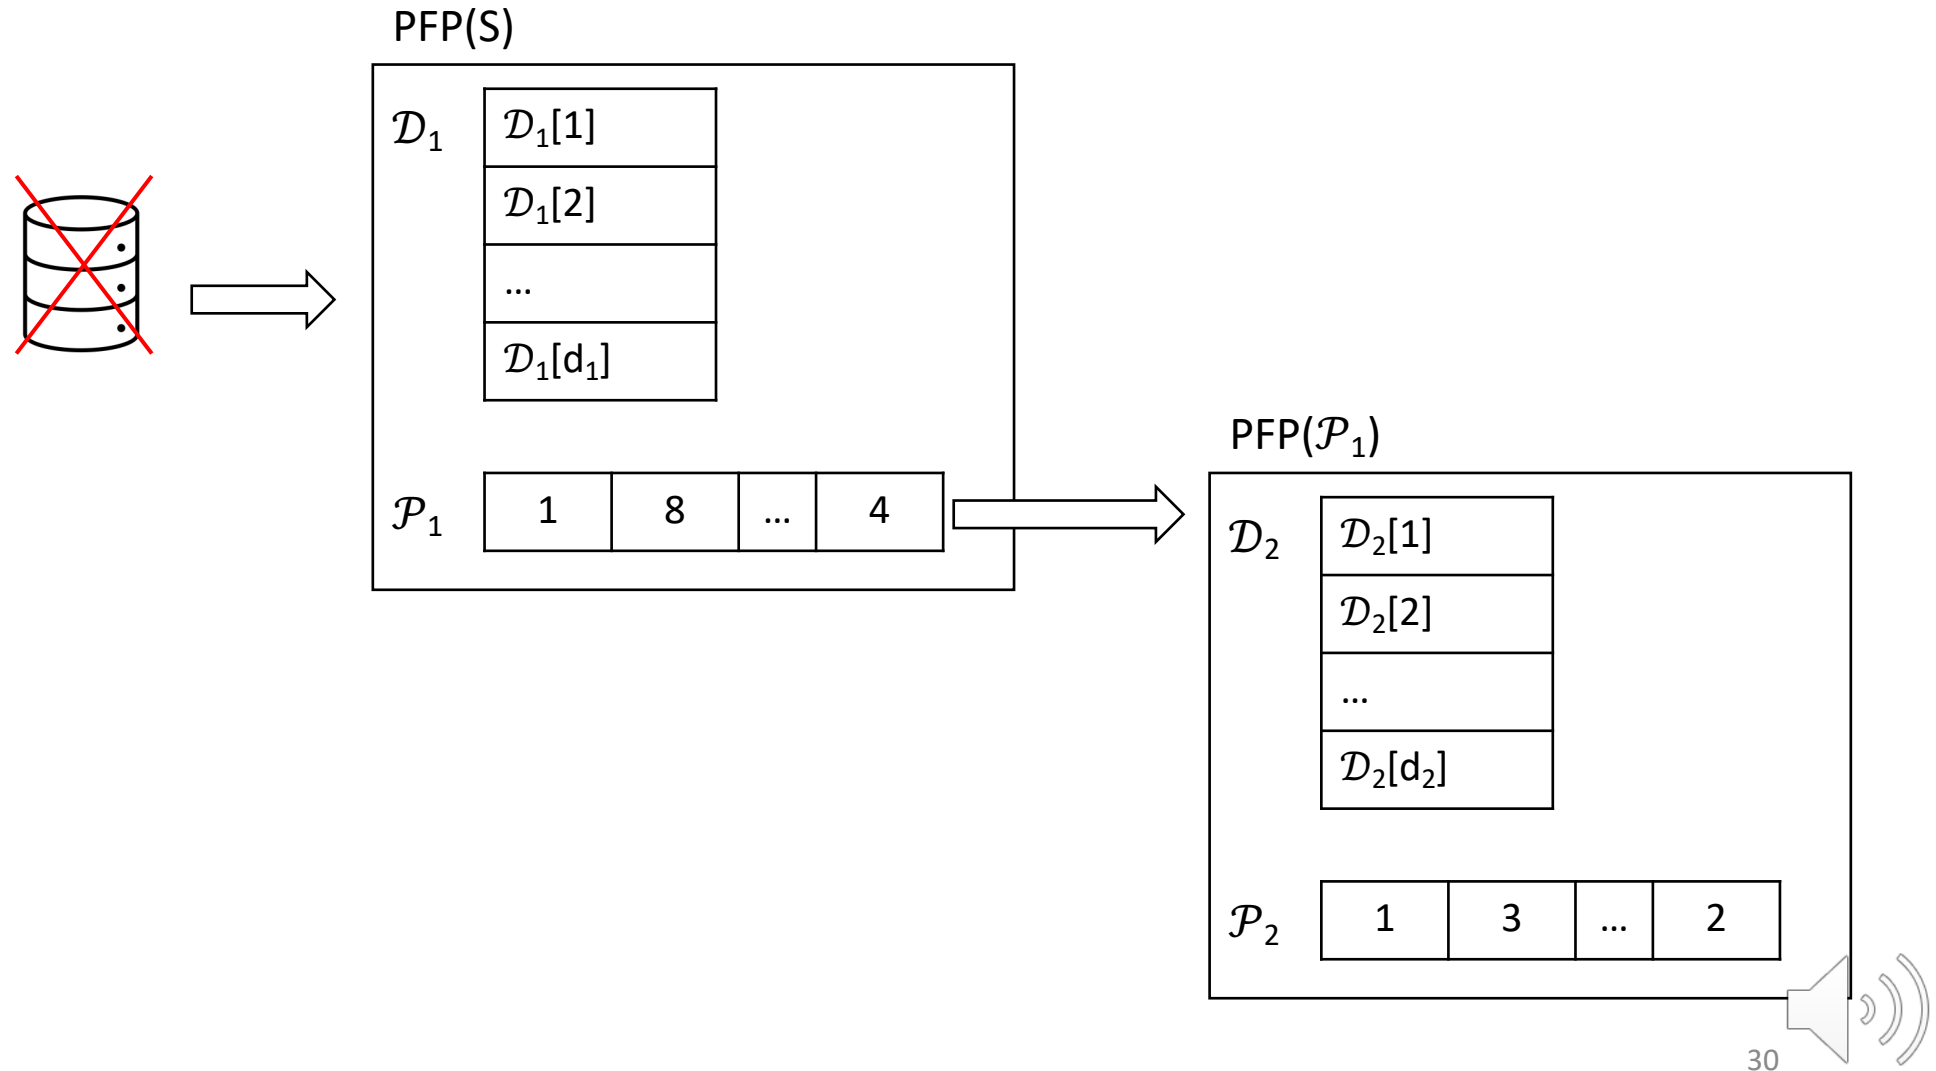 PFP(S)
𝒟₁
𝒟₁[1]
𝒟₁[2]
...
𝒟₁[d₁]
𝒫₁
1 8 ... 4
PFP(𝒫₁)
𝒟₂
𝒟₂[1]
𝒟₂[2]
...
𝒟₂[d₂]
𝒫₂
1 3 ... 2
30